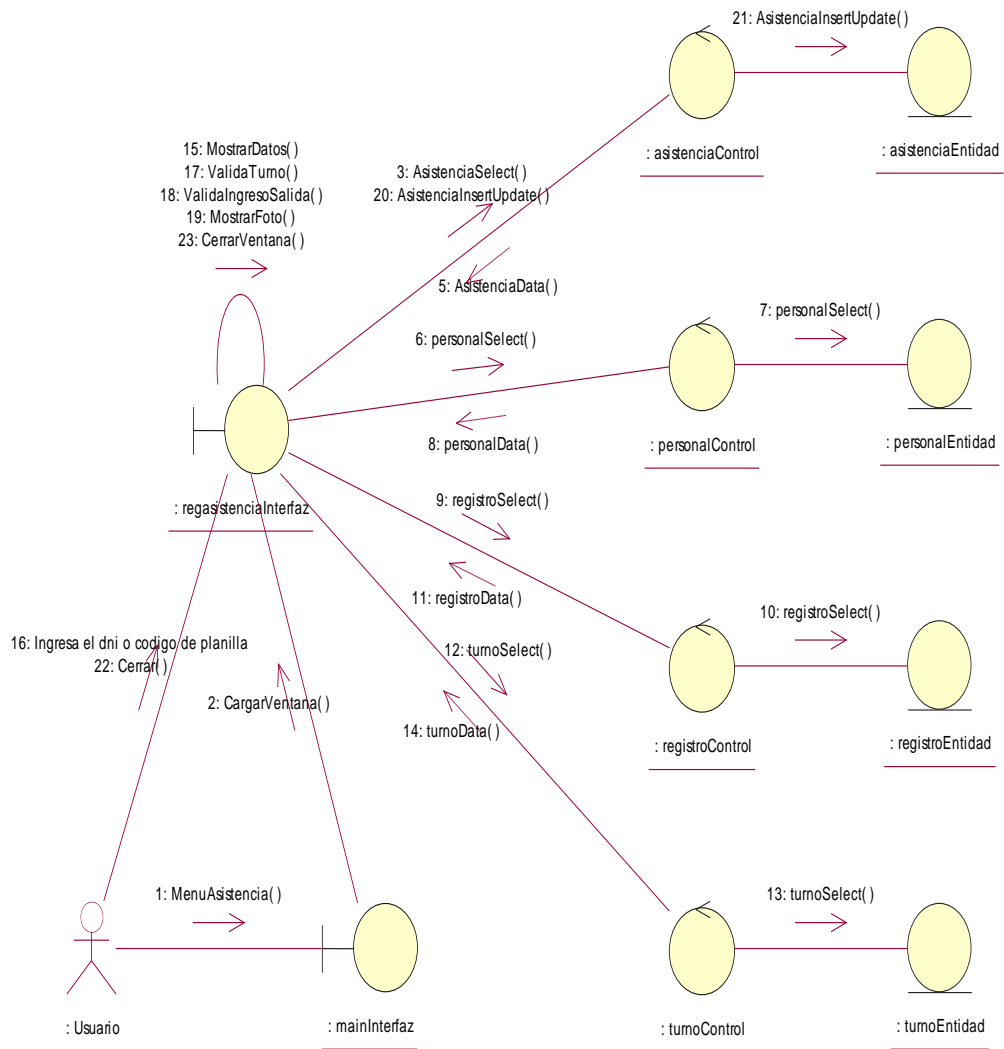 21: AsistenciaInsertUpdate( )
: asistenciaControl
: asistenciaEntidad
15: MostrarDatos( )
17: ValidaTurno( )
18: ValidaIngresoSalida( )
19: MostrarFoto( )
23: CerrarVentana( )
3: AsistenciaSelect( )
20: AsistenciaInsertUpdate( )
5: AsistenciaData( )
6: personalSelect( )
7: personalSelect( )
8: personalData( )
: personalControl
: personalEntidad
: regasistenciaInterfaz
9: registroSelect( )
11: registroData( )
10: registroSelect( )
16: Ingresa el dni o codigo de planilla
22: Cerrar( )
12: turnoSelect( )
2: CargarVentana( )
14: turnoData( )
: registroControl
: registroEntidad
1: MenuAsistencia( )
13: turnoSelect( )
: Usuario
: mainInterfaz
: turnoControl
: turnoEntidad